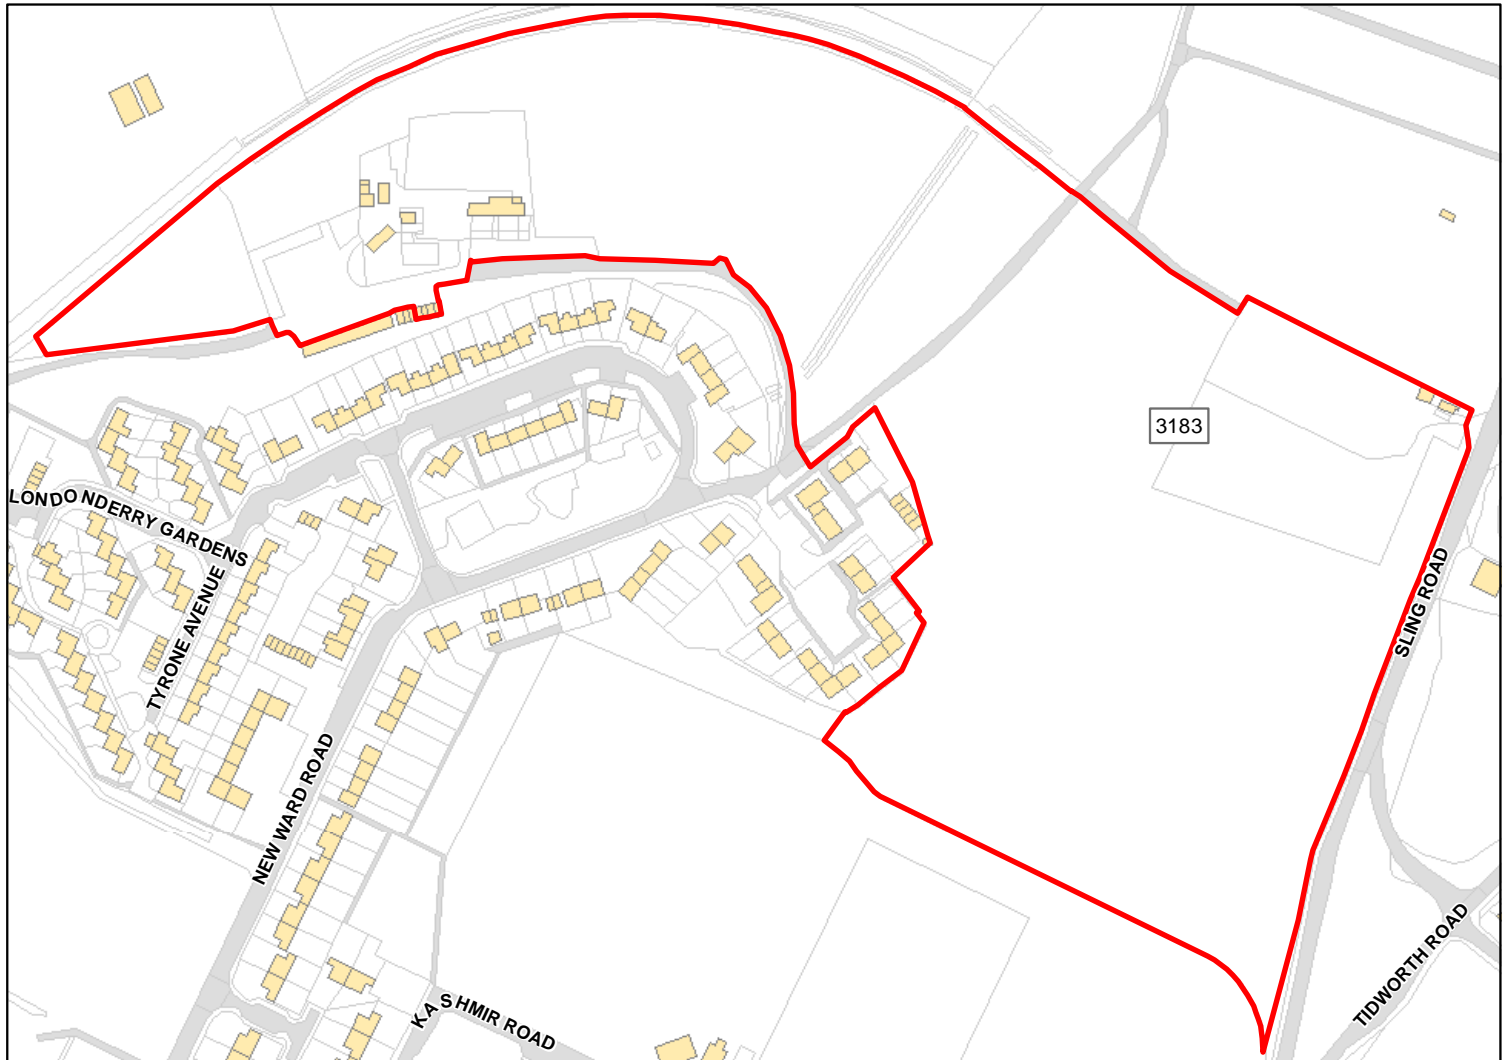 3183
LONDONDERRY GARDENS
TYRONE AVENUE
SLING ROAD
NEW WARD ROAD
TIDWORTH ROAD
KASHMIR ROAD